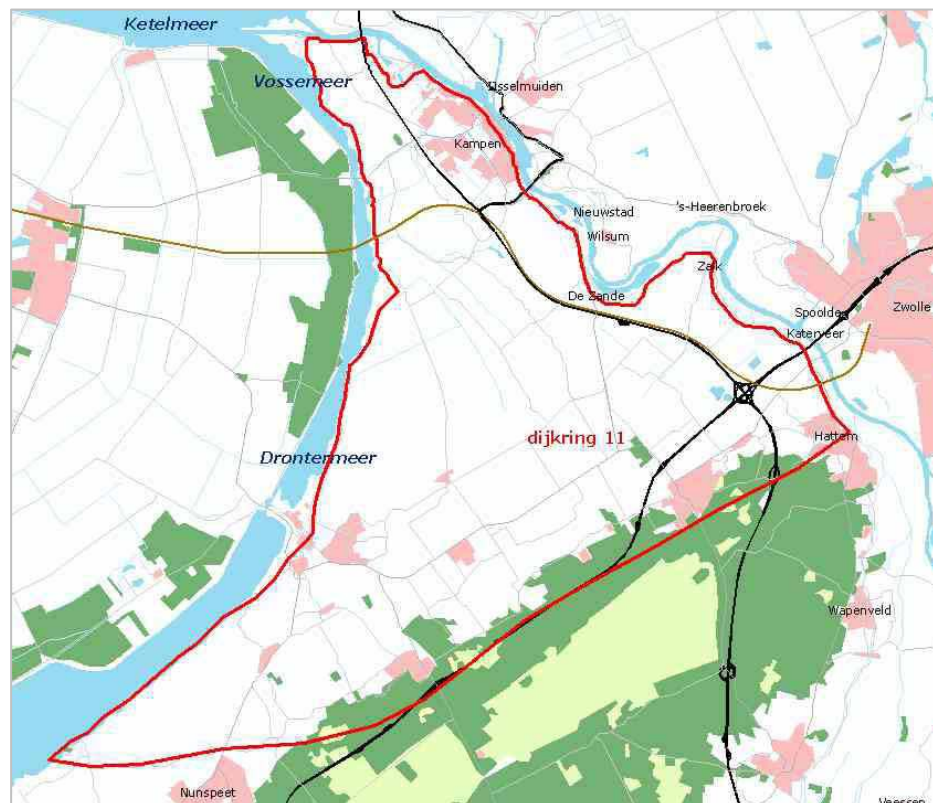 Ketelmeer
Vossemeer
IJsselmuiden
Kampen
Nieuwstad
's-Heerenbroek
Wilsum
Zalk
De Zande
Spoolde
Zwolle
Katerveer
dijkring 11
Hattem
Drontermeer
Wapenveld
Nunspeet
Veessen